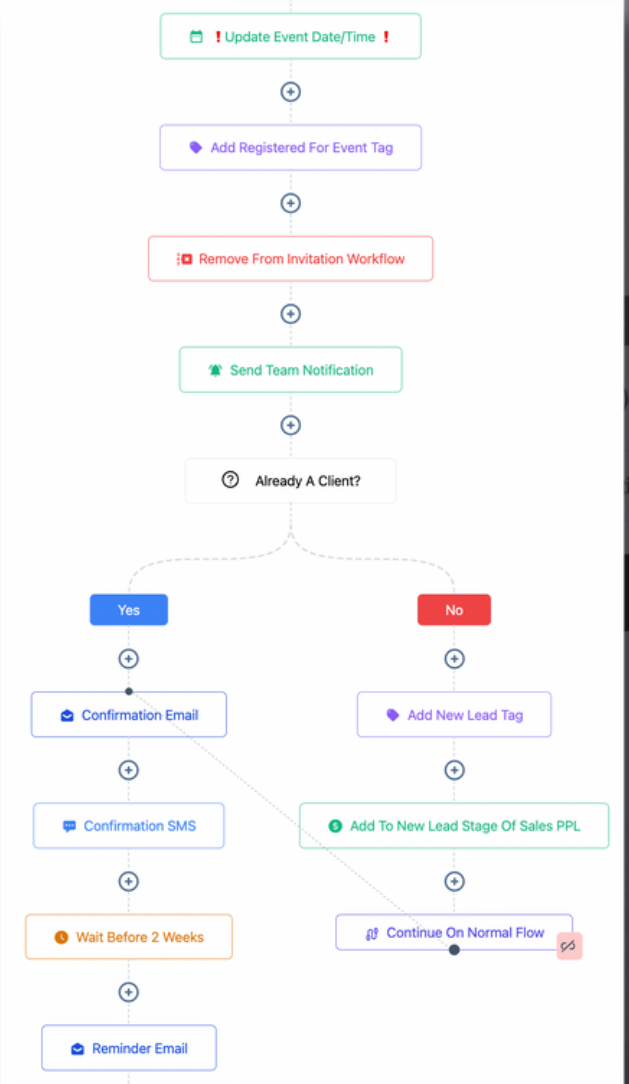 ❗Update Event Date/Time❗
Add Registered For Event Tag
Remove From Invitation Workflow
Send Team Notification
Already A Client?
Yes
No
Confirmation Email
Add New Lead Tag
Confirmation SMS
Add To New Lead Stage Of Sales PPL
Wait Before 2 Weeks
Continue On Normal Flow
Reminder Email